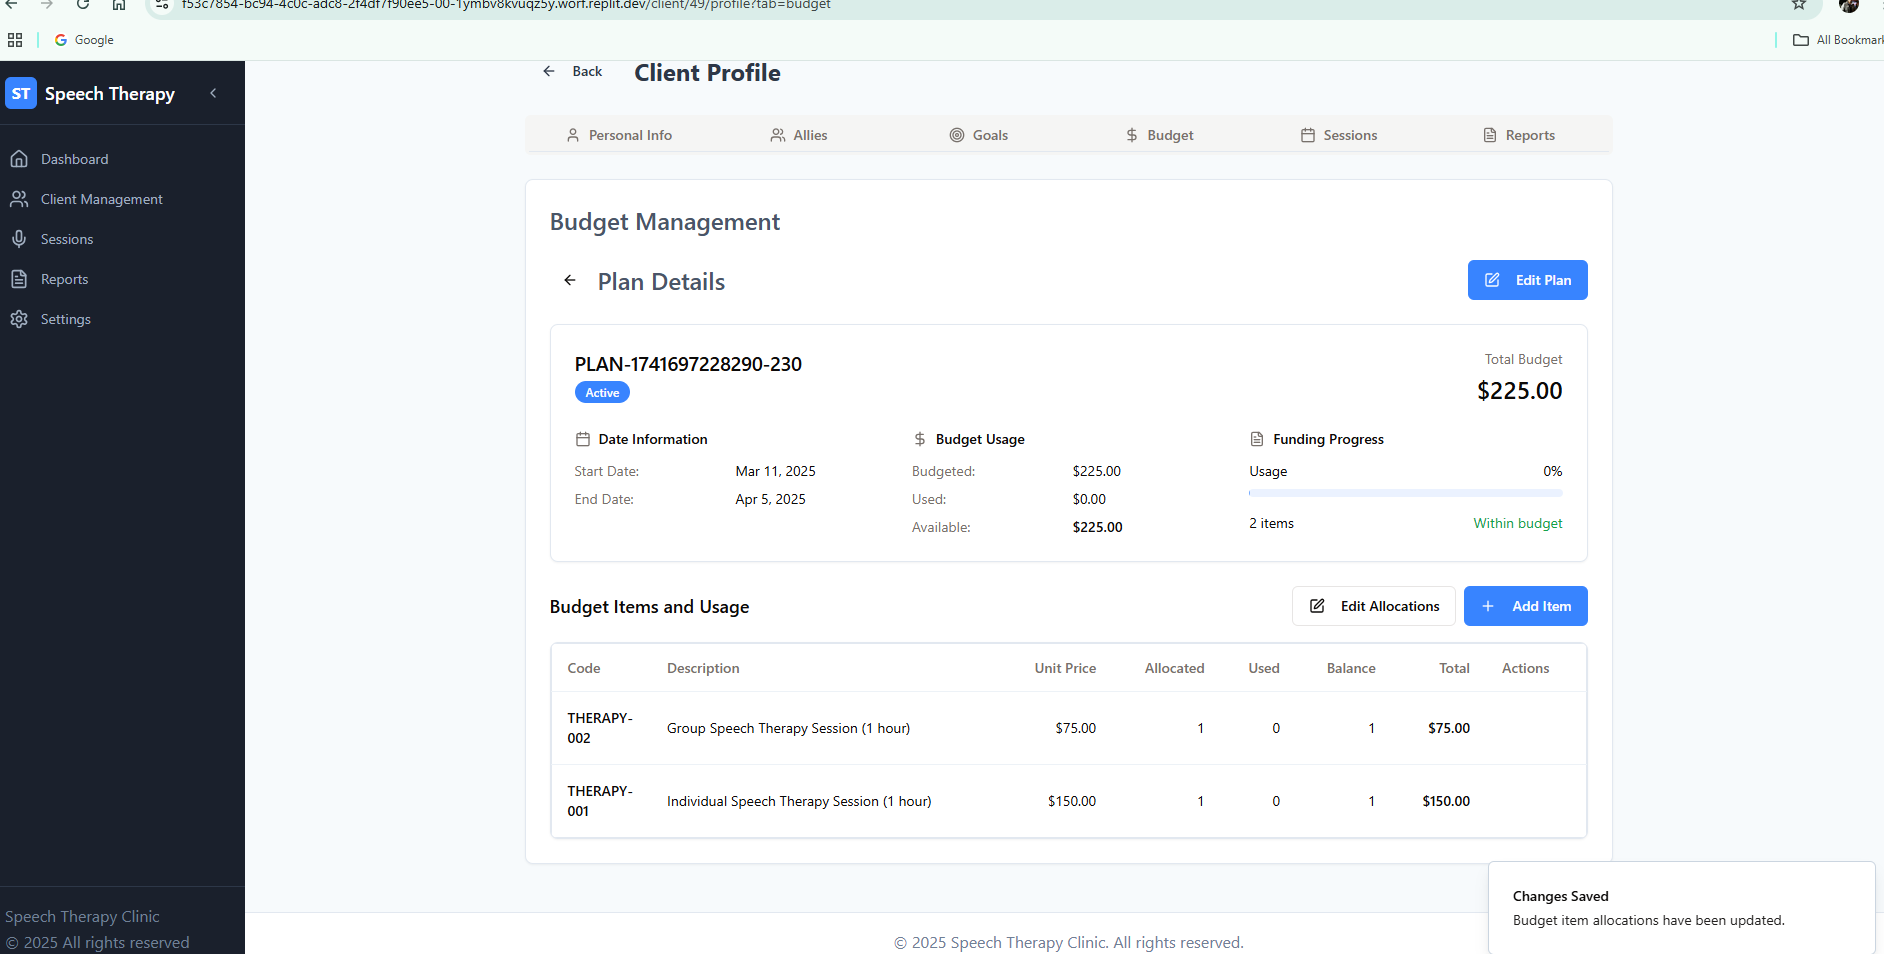 f53c7854-bc94-4c0c-adc8-2f4df7f90ee5-00-1ymbv8kvuqz5y.worf.replit.dev/client/49/profile?tab=budget
Google
All Bookmark
ST Speech Therapy
Dashboard
Client Management
Sessions
Reports
Settings
Speech Therapy Clinic
© 2025 All rights reserved
Back Client Profile
Personal Info Allies Goals Budget Sessions Reports
Budget Management
Plan Details Edit Plan
PLAN-1741697228290-230
Active
Total Budget
$225.00
Date Information
Start Date: Mar 11, 2025
End Date: Apr 5, 2025
Budget Usage
Budgeted: $225.00
Used: $0.00
Available: $225.00
Funding Progress
Usage 0%
2 items Within budget
Budget Items and Usage Edit Allocations Add Item
Code Description Unit Price Allocated Used Balance Total Actions
THERAPY-
002 Group Speech Therapy Session (1 hour) $75.00 1 0 1 $75.00
THERAPY-
001 Individual Speech Therapy Session (1 hour) $150.00 1 0 1 $150.00
Changes Saved
Budget item allocations have been updated.
© 2025 Speech Therapy Clinic. All rights reserved.